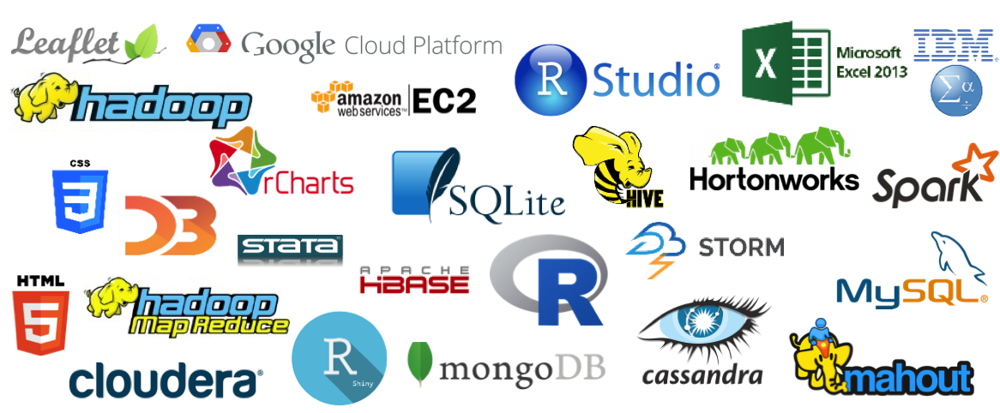 Leaflet
Google Cloud Platform
R Studio®
X
Microsoft
Excel 2013
IBM®
Σ α ÷
hadoop
amazon
web services™
EC2
CSS
3
rCharts
SQLite
HIVE
Hortonworks
Spark
D3
STATA
STORM
APACHE
HBASE
R
MySQL®
HTML
5
hadoop
Map Reduce
R
Shiny
mongoDB
cassandra
mahout
cloudera®